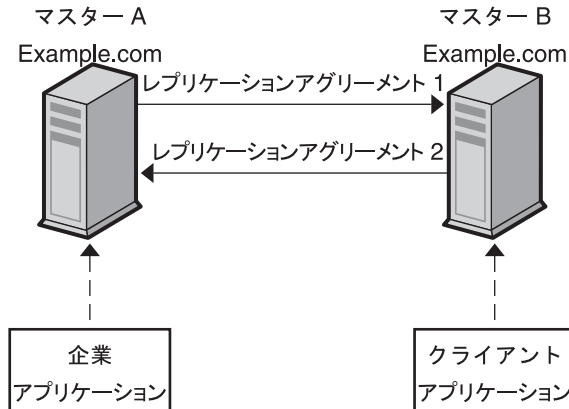 マスター A
Example.com
マスター B
Example.com
レプリケーションアグリーメント 1
レプリケーションアグリーメント 2
企業
アプリケーション
クライアント
アプリケーション